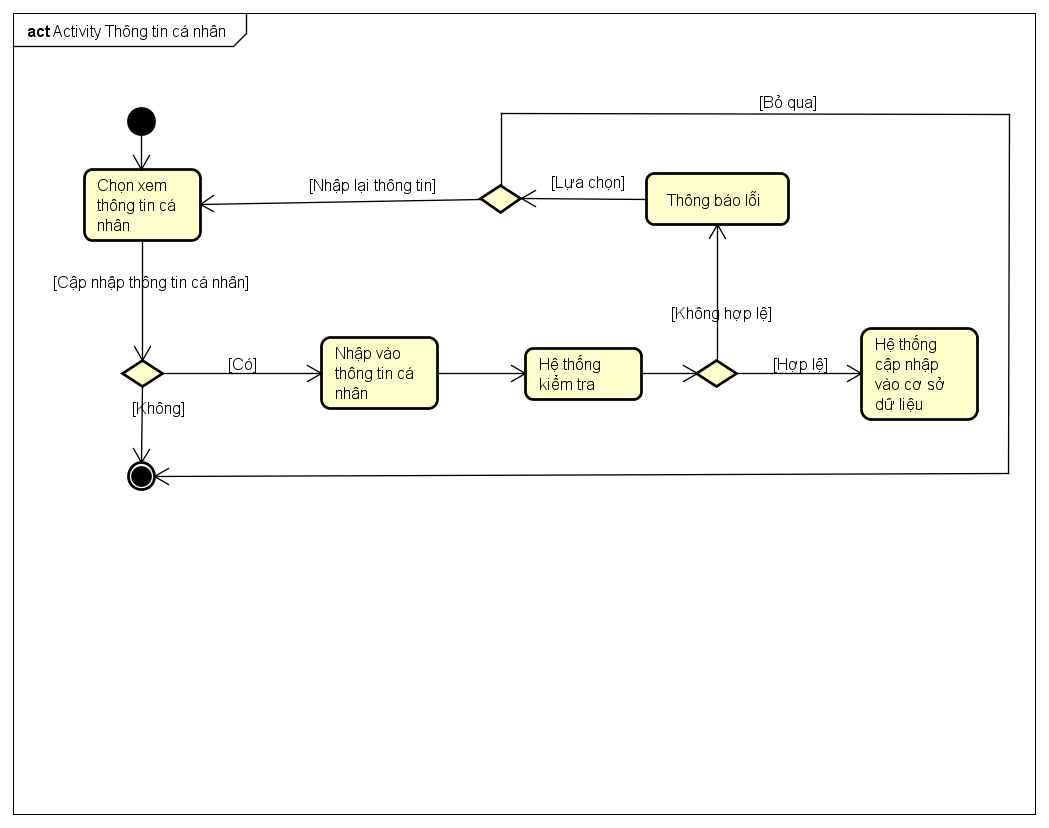 act Activity Thông tin cá nhân
[Bỏ qua]
Chọn xem
thông tin cá
nhân
[Nhập lại thông tin]
[Lựa chọn]
Thông báo lỗi
[Cập nhập thông tin cá nhân]
[Không hợp lệ]
[Có]
Nhập vào
thông tin cá
nhân
Hệ thống
kiểm tra
[Hợp lệ]
Hệ thống
cập nhập
vào cơ sở
dữ liệu
[Không]